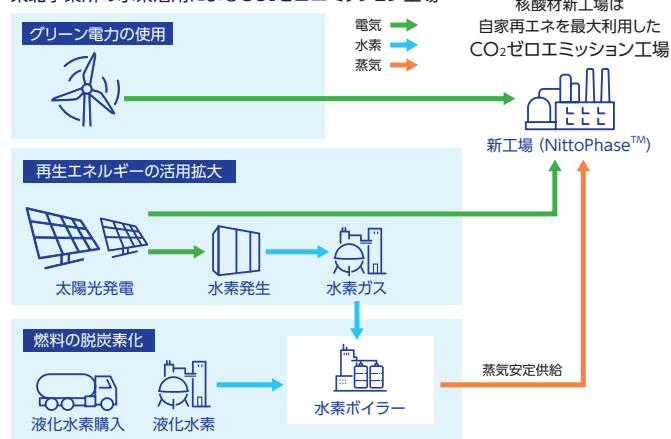 核酸材新工場は
自家再エネを最大利用した
CO₂ゼロエミッション工場
グリーン電力の使用
電気
水素
蒸気
新工場 (NittoPhase™)
再生エネルギーの活用拡大
太陽光発電
水素発生
水素ガス
燃料の脱炭素化
液化水素購入
液化水素
水素ボイラー
蒸気安定供給